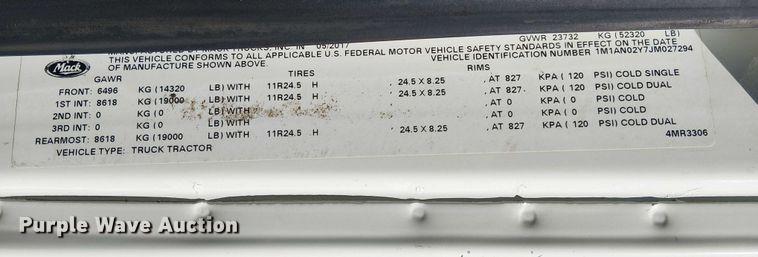 MANUFACTURED BY MACK TRUCKS, INC IN 05/2017 GVWR 23732 KG (52320 LB)
THIS VEHICLE CONFORMS TO ALL APPLICABLE U.S. FEDERAL MOTOR VEHICLE SAFETY STANDARDS IN EFFECT ON THE DATE
OF MANUFACTURE SHOWN ABOVE. VEHICLE IDENTIFICATION NUMBER 1M1AN02Y7JM027294
Mack
GAWR TIRES RIMS
FRONT: 6496 KG (14320 LB) WITH 11R24.5 H , 24.5 X 8.25 , AT 827 KPA ( 120 PSI) COLD SINGLE
1ST INT: 8618 KG (19000 LB) WITH 11R24.5 H , 24.5 X 8.25 , AT 827 KPA ( 120 PSI) COLD DUAL
2ND INT: 0 KG (0 LB) WITH , , AT 0 KPA ( 0 PSI) COLD
3RD INT: 0 KG (0 LB) WITH , , AT 0 KPA ( 0 PSI) COLD
REARMOST: 8618 KG (19000 LB) WITH 11R24.5 H , 24.5 X 8.25 , AT 827 KPA ( 120 PSI) COLD DUAL
VEHICLE TYPE: TRUCK TRACTOR 4MR3306
Purple Wave Auction